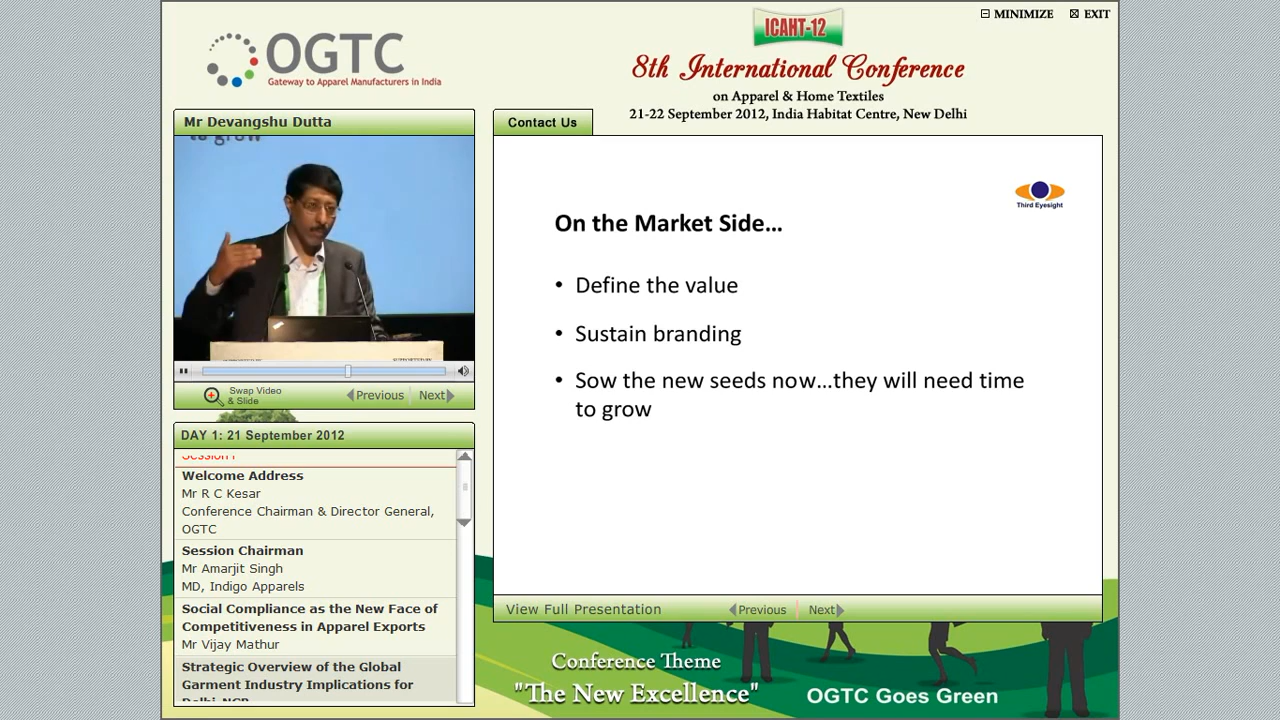 MINIMIZE
EXIT
ICAHT-12
OGTC
Gateway to Apparel Manufacturers in India
8th International Conference
on Apparel & Home Textiles
21-22 September 2012, India Habitat Centre, New Delhi
Mr Devangshu Dutta
to grow
Swap Video
& Slide
Previous
Next
DAY 1: 21 September 2012
Welcome Address
Mr R C Kesar
Conference Chairman & Director General,
OGTC
Session Chairman
Mr Amarjit Singh
MD, Indigo Apparels
Social Compliance as the New Face of
Competitiveness in Apparel Exports
Mr Vijay Mathur
Strategic Overview of the Global
Garment Industry Implications for
Delhi-NCR
Contact Us
Third Eyesight
On the Market Side...
• Define the value
• Sustain branding
• Sow the new seeds now...they will need time
to grow
View Full Presentation
Previous
Next
Conference Theme
"The New Excellence"
OGTC Goes Green